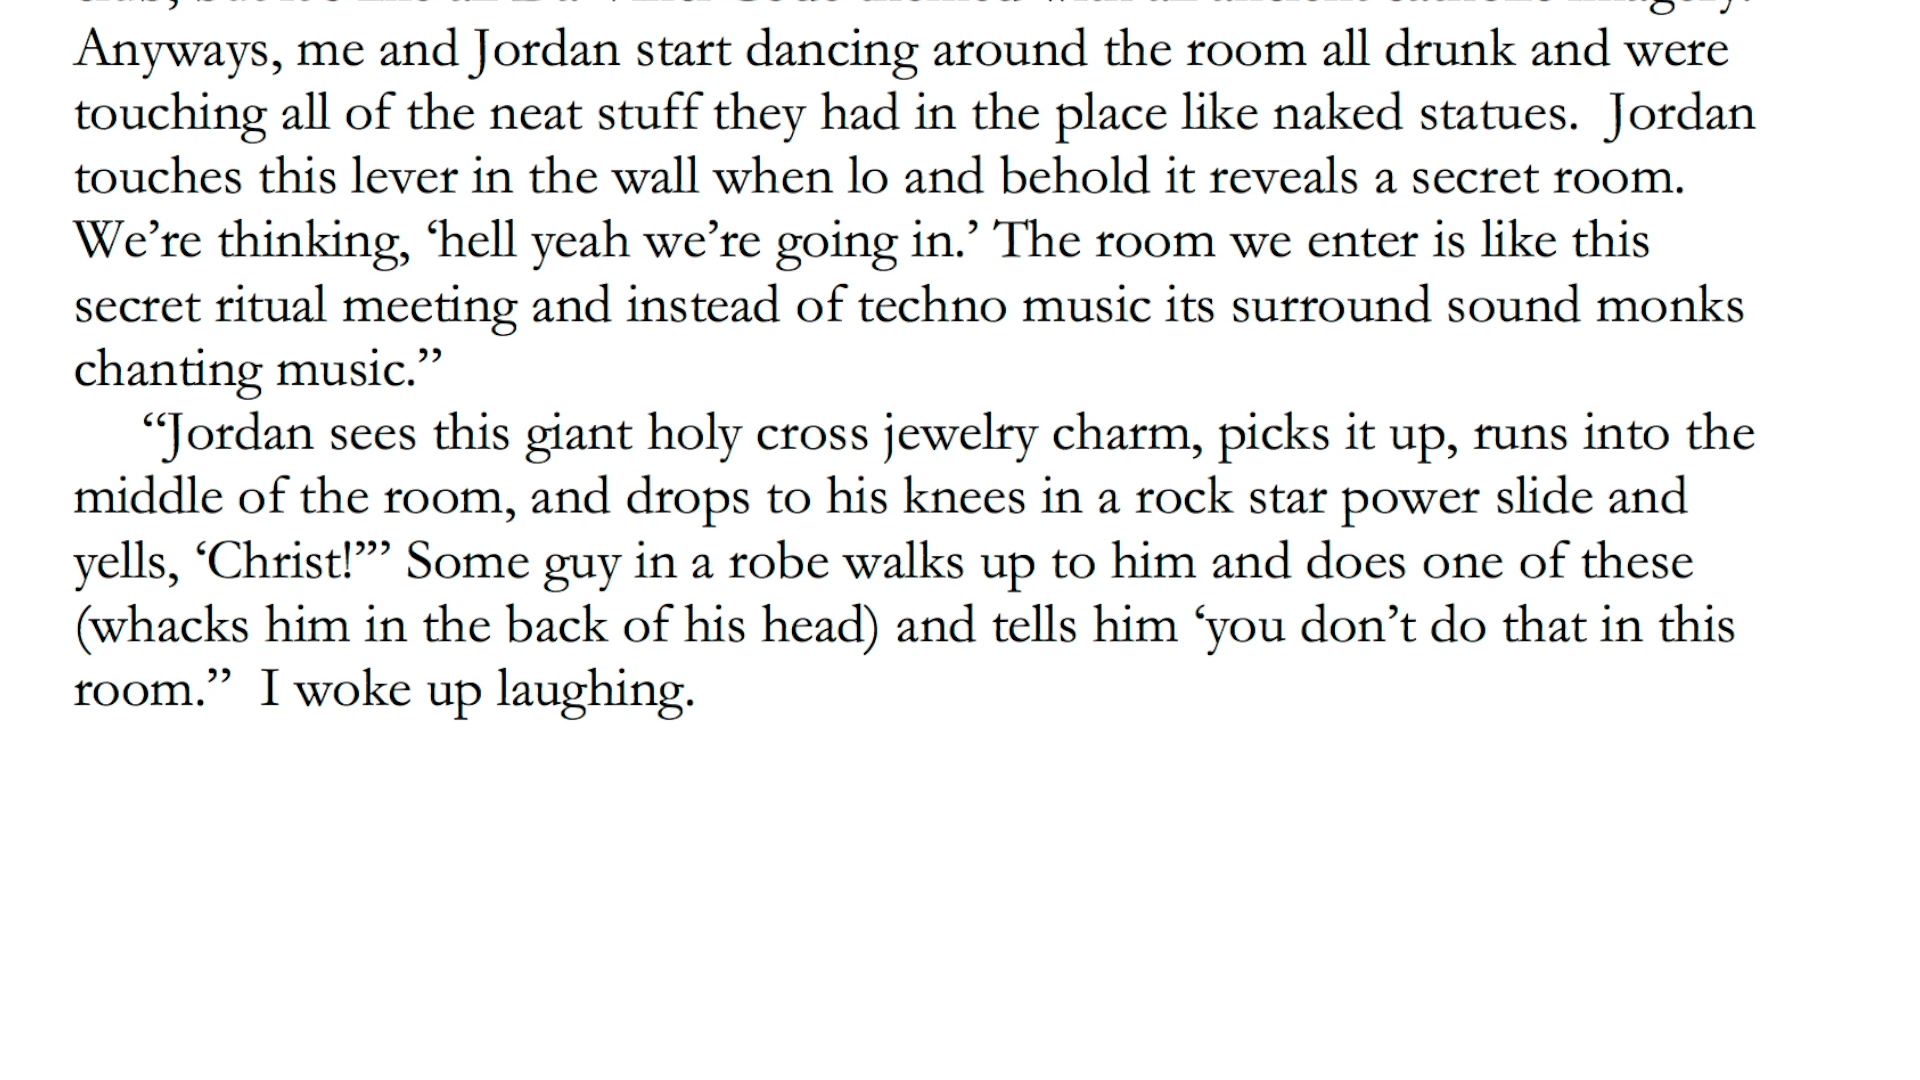 Anyways, me and Jordan start dancing around the room all drunk and were
touching all of the neat stuff they had in the place like naked statues.  Jordan
touches this lever in the wall when lo and behold it reveals a secret room.
We’re thinking, ‘hell yeah we’re going in.’ The room we enter is like this
secret ritual meeting and instead of techno music its surround sound monks
chanting music.”
“Jordan sees this giant holy cross jewelry charm, picks it up, runs into the
middle of the room, and drops to his knees in a rock star power slide and
yells, ‘Christ!”’ Some guy in a robe walks up to him and does one of these
(whacks him in the back of his head) and tells him ‘you don’t do that in this
room.”  I woke up laughing.